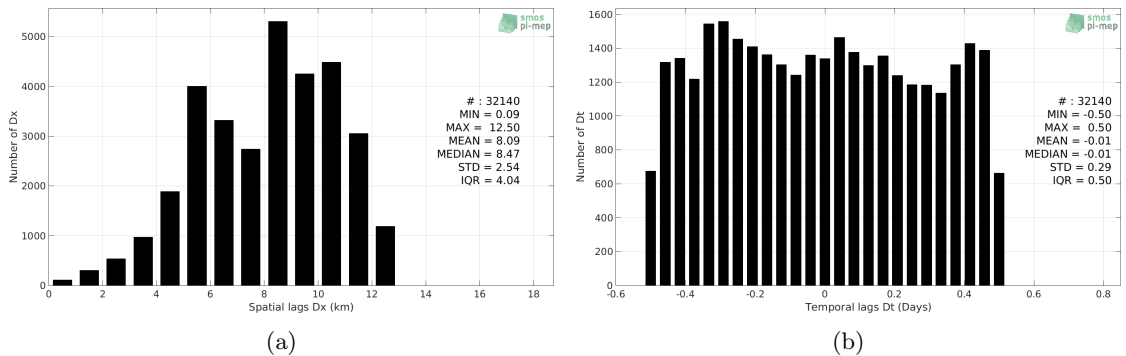 smos
pi-mep
5000
4000
3000
2000
1000
0
Number of Dx
# : 32140
MIN = 0.09
MAX = 12.50
MEAN = 8.09
MEDIAN = 8.47
STD = 2.54
IQR = 4.04
0 2 4 6 8 10 12 14 16 18
Spatial lags Dx (km)
(a)
smos
pi-mep
1600
1400
1200
1000
800
600
400
200
0
Number of Dt
# : 32140
MIN = -0.50
MAX = 0.50
MEAN = -0.01
MEDIAN = -0.01
STD = 0.29
IQR = 0.50
-0.6 -0.4 -0.2 0 0.2 0.4 0.6 0.8
Temporal lags Dt (Days)
(b)